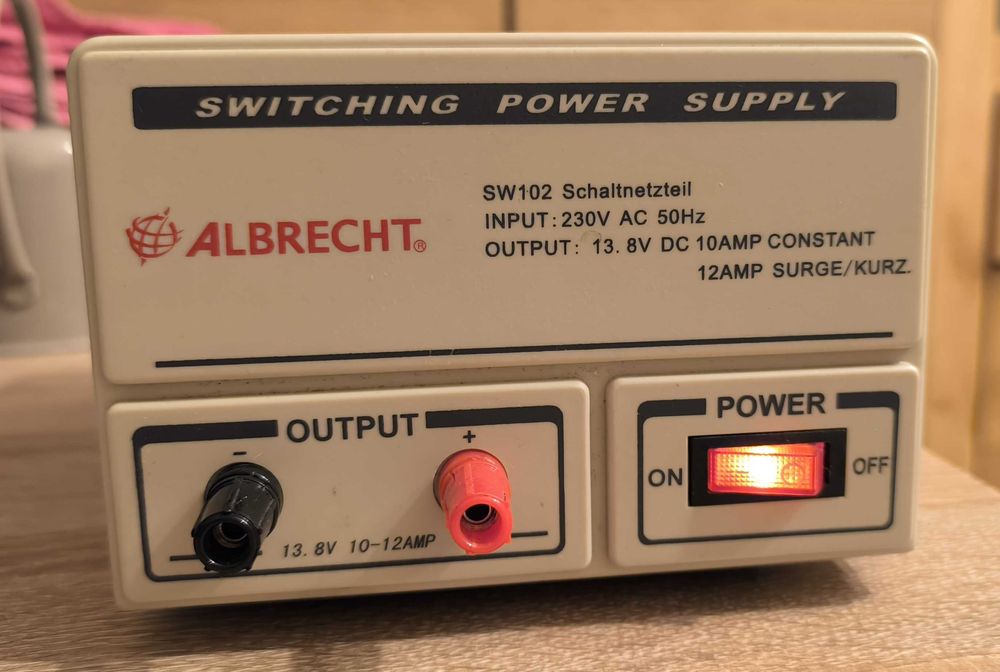 SWITCHING POWER SUPPLY
ALBRECHT®
SW102 Schaltnetzteil
INPUT: 230V AC 50Hz
OUTPUT: 13. 8V DC 10AMP CONSTANT
12AMP SURGE/KURZ.
OUTPUT
- +
13. 8V 10-12AMP
POWER
ON OFF